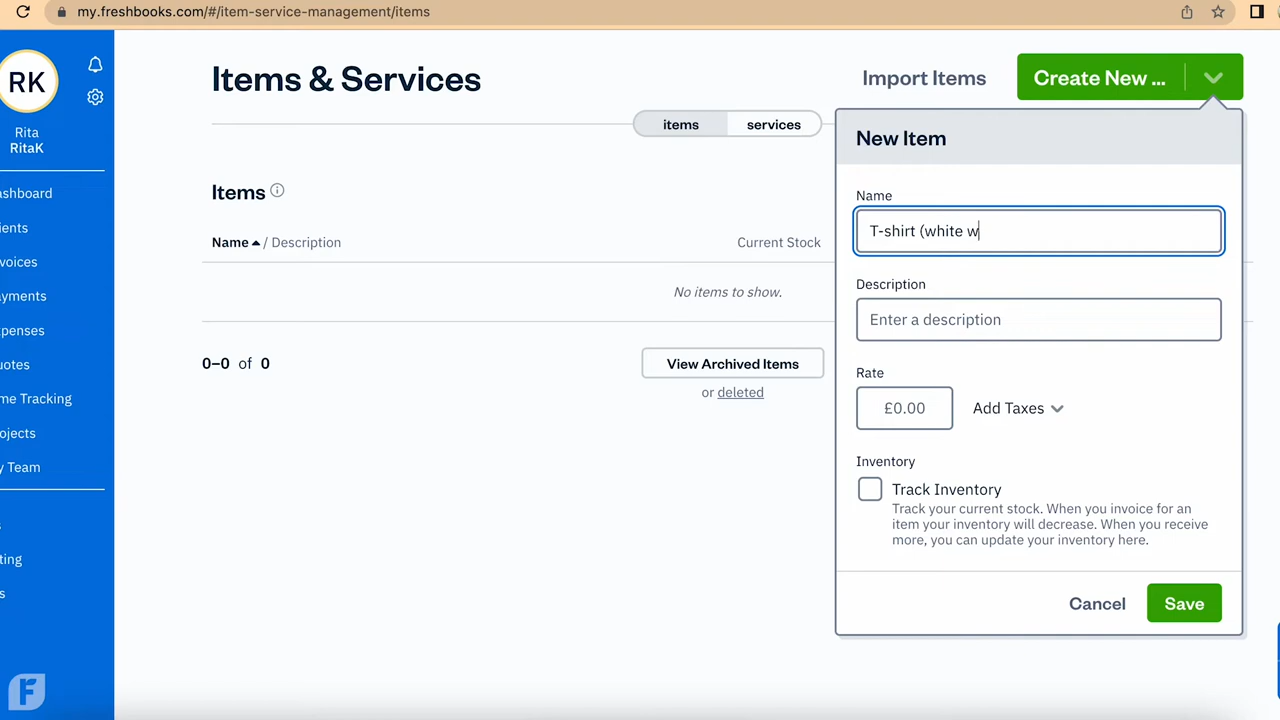 my.freshbooks.com/#/item-service-management/items
RK
Rita
RitaK
ashboard
ients
voices
ayments
xpenses
uotes
me Tracking
ojects
y Team
s
ting
s
F
Items & Services
Import Items
Create New ...
items
services
Items
Name / Description
Current Stock
No items to show.
0–0 of 0
View Archived Items
or deleted
New Item
Name
T-shirt (white w
Description
Enter a description
Rate
£0.00
Add Taxes
Inventory
Track Inventory
Track your current stock. When you invoice for an
item your inventory will decrease. When you receive
more, you can update your inventory here.
Cancel
Save